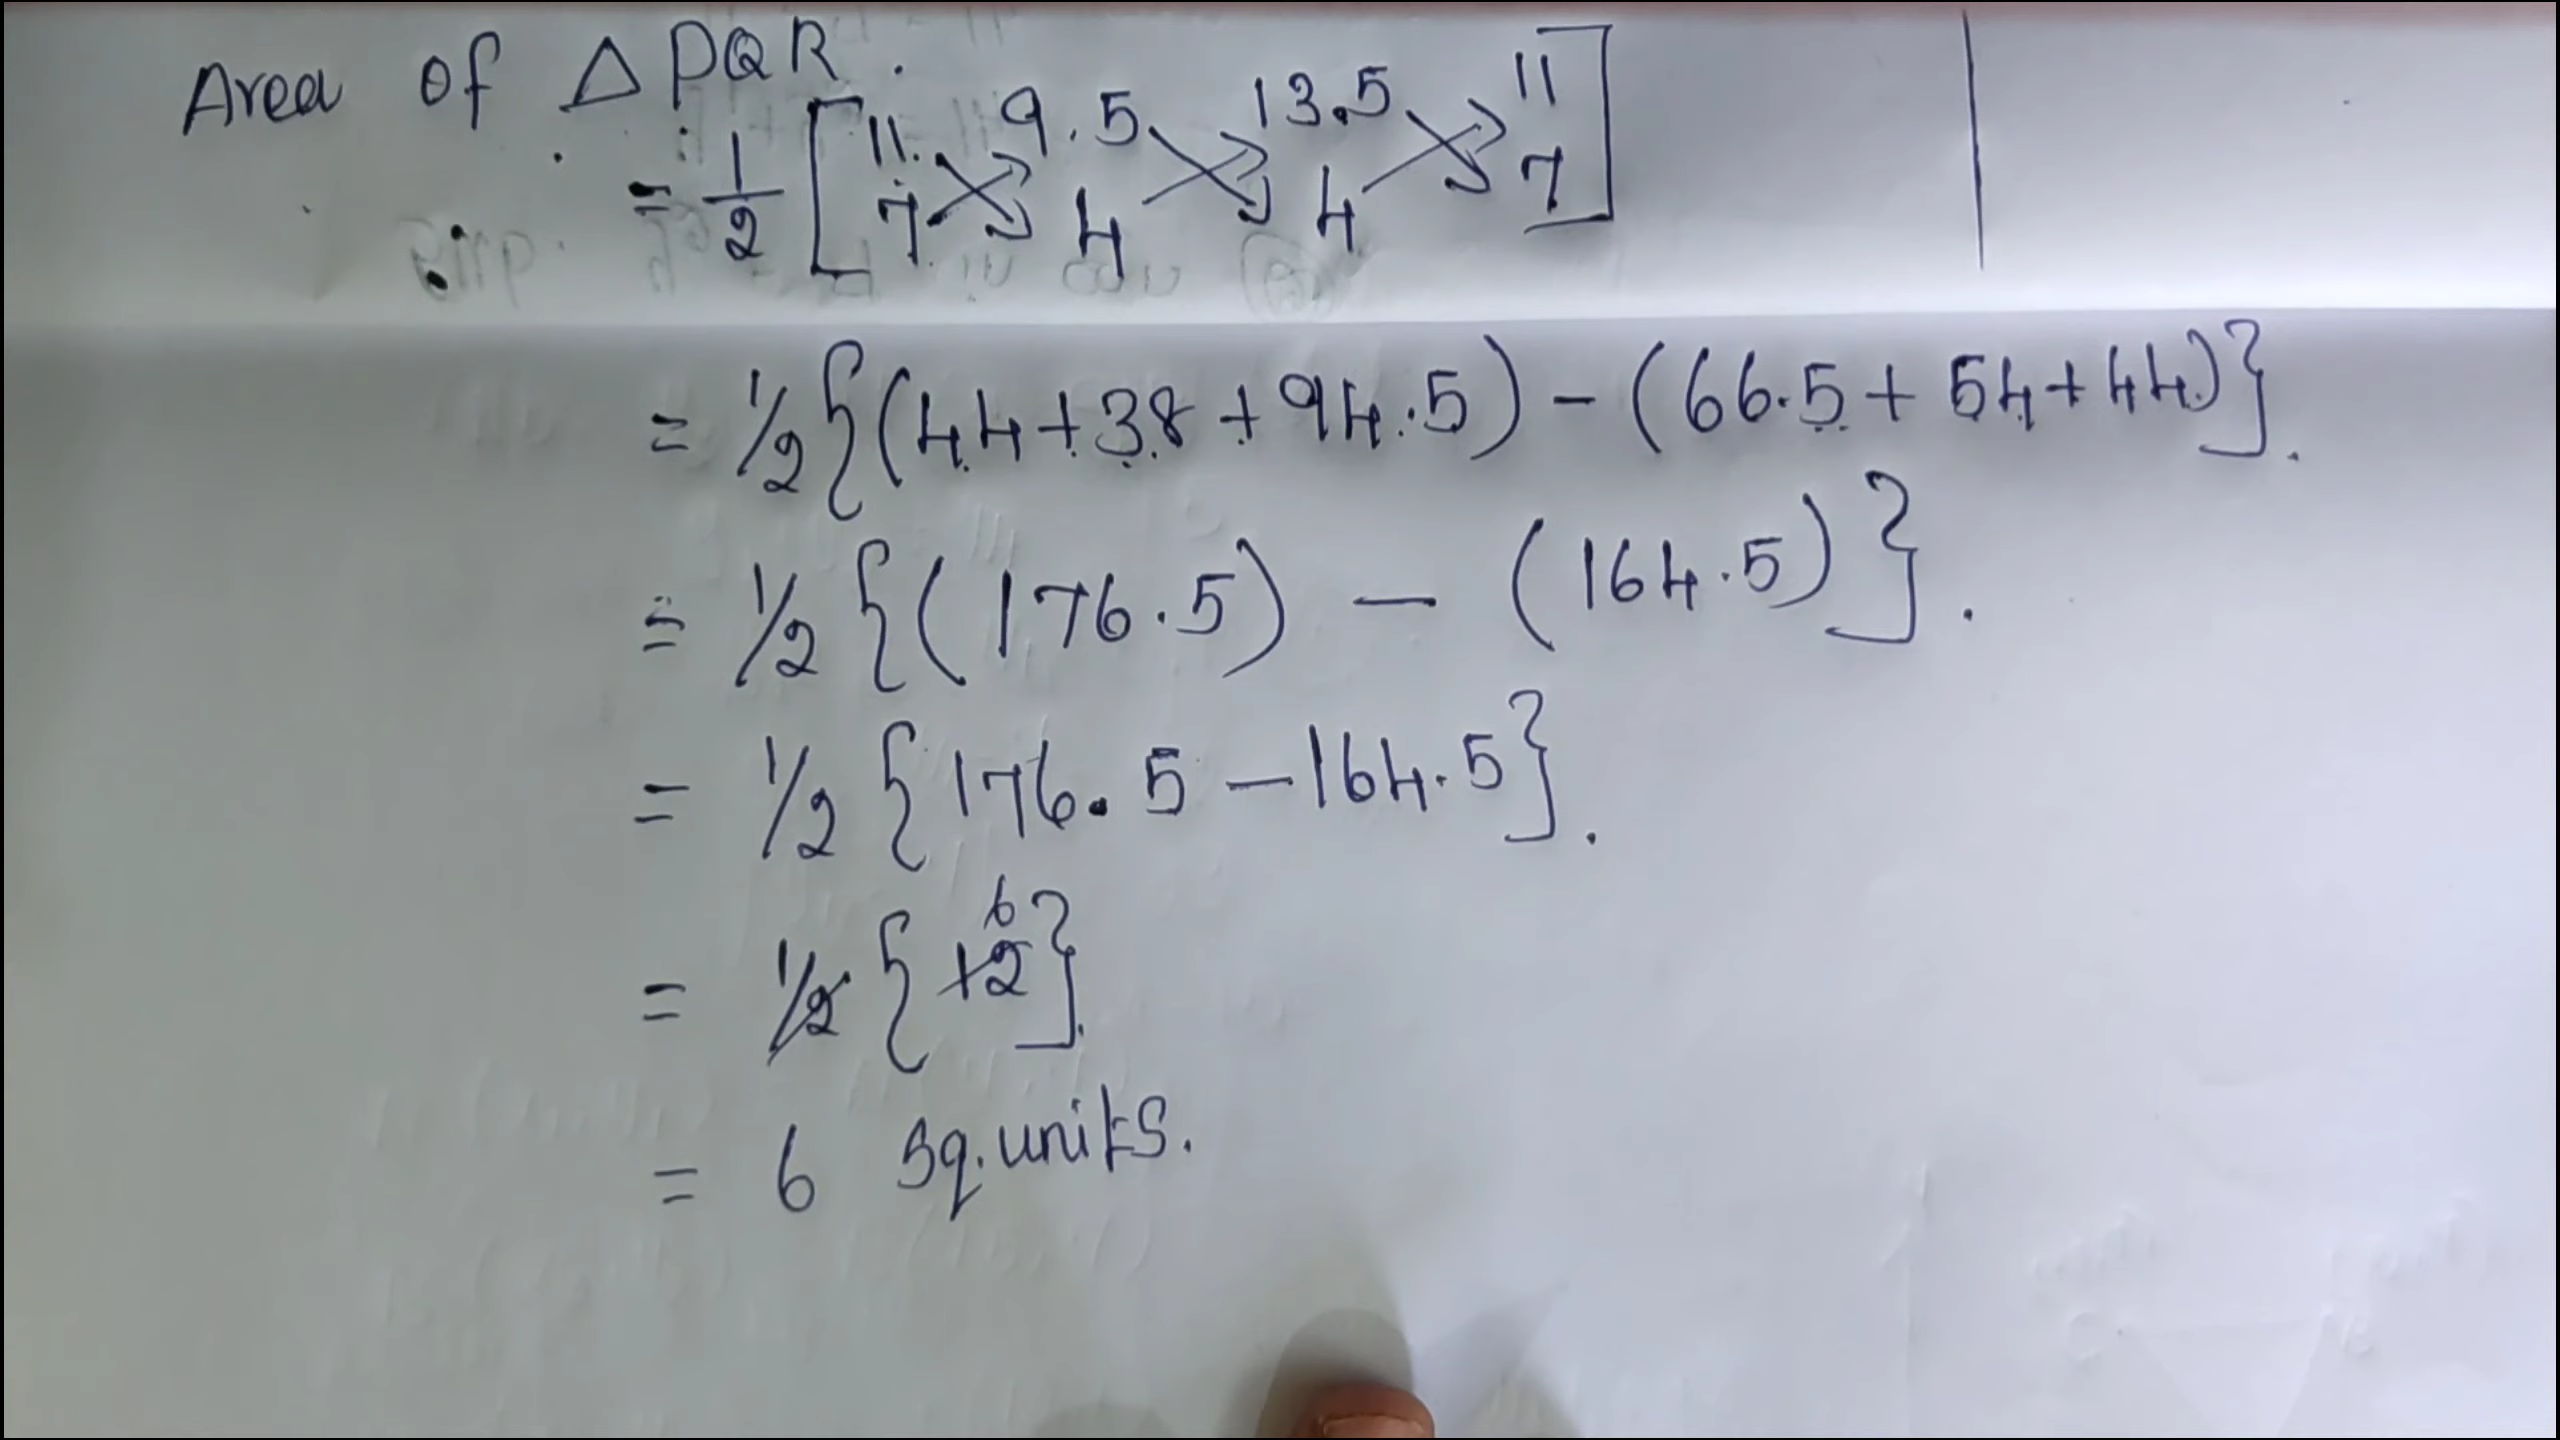 Area of △ PQR.
= 1/2 [ 11 9.5 13.5 11
7 4 4 7 ]
= 1/2 {(44+38+94.5) - (66.5+54+44)}.
= 1/2 {(176.5) - (164.5)}.
= 1/2 {176.5 - 164.5}.
6
= 1/2 {12}.
= 6 sq.units.